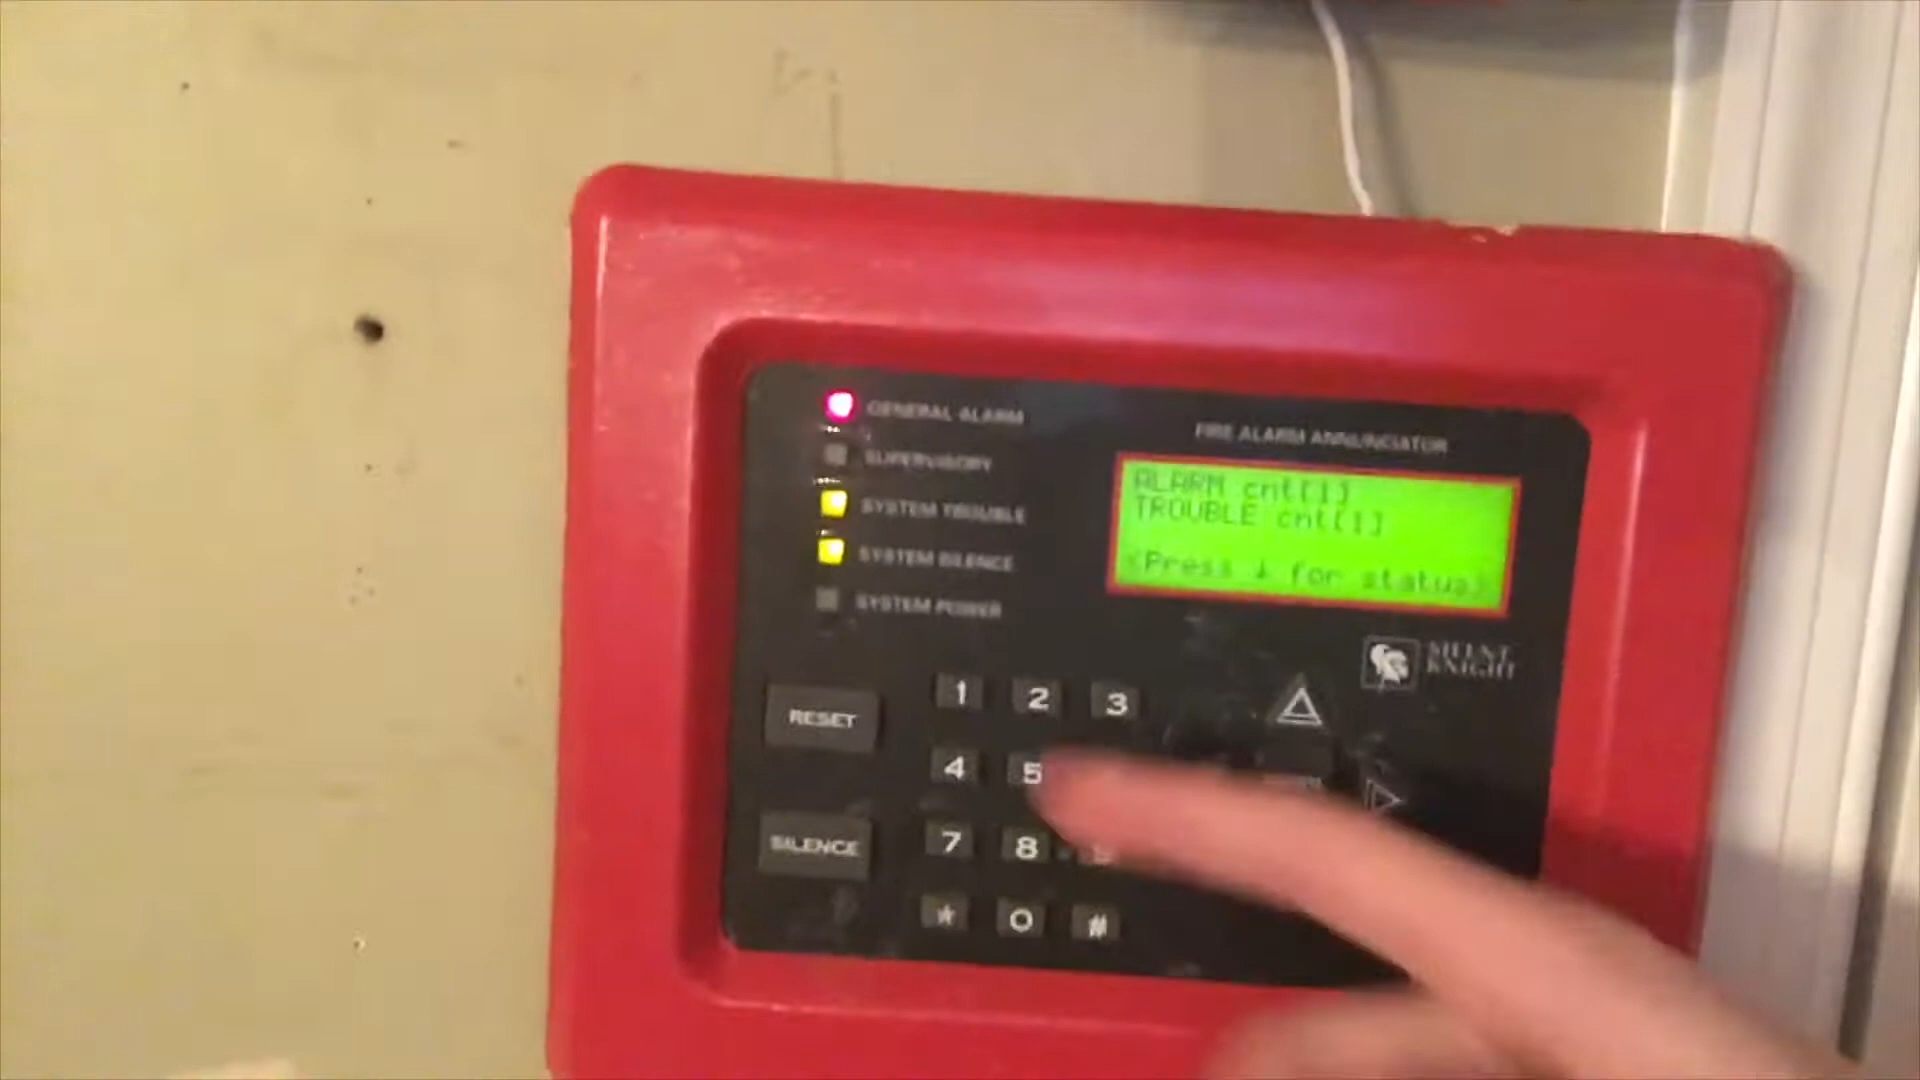 GENERAL ALARM
SUPERVISORY
SYSTEM TROUBLE
SYSTEM SILENCE
SYSTEM POWER
FIRE ALARM ANNUNCIATOR
ALARM cnt[1]
TROUBLE cnt[1]
<Press ↓ for status>
SILENT
KNIGHT
RESET
SILENCE
1 2 3
4 5
7 8 9
* 0 #